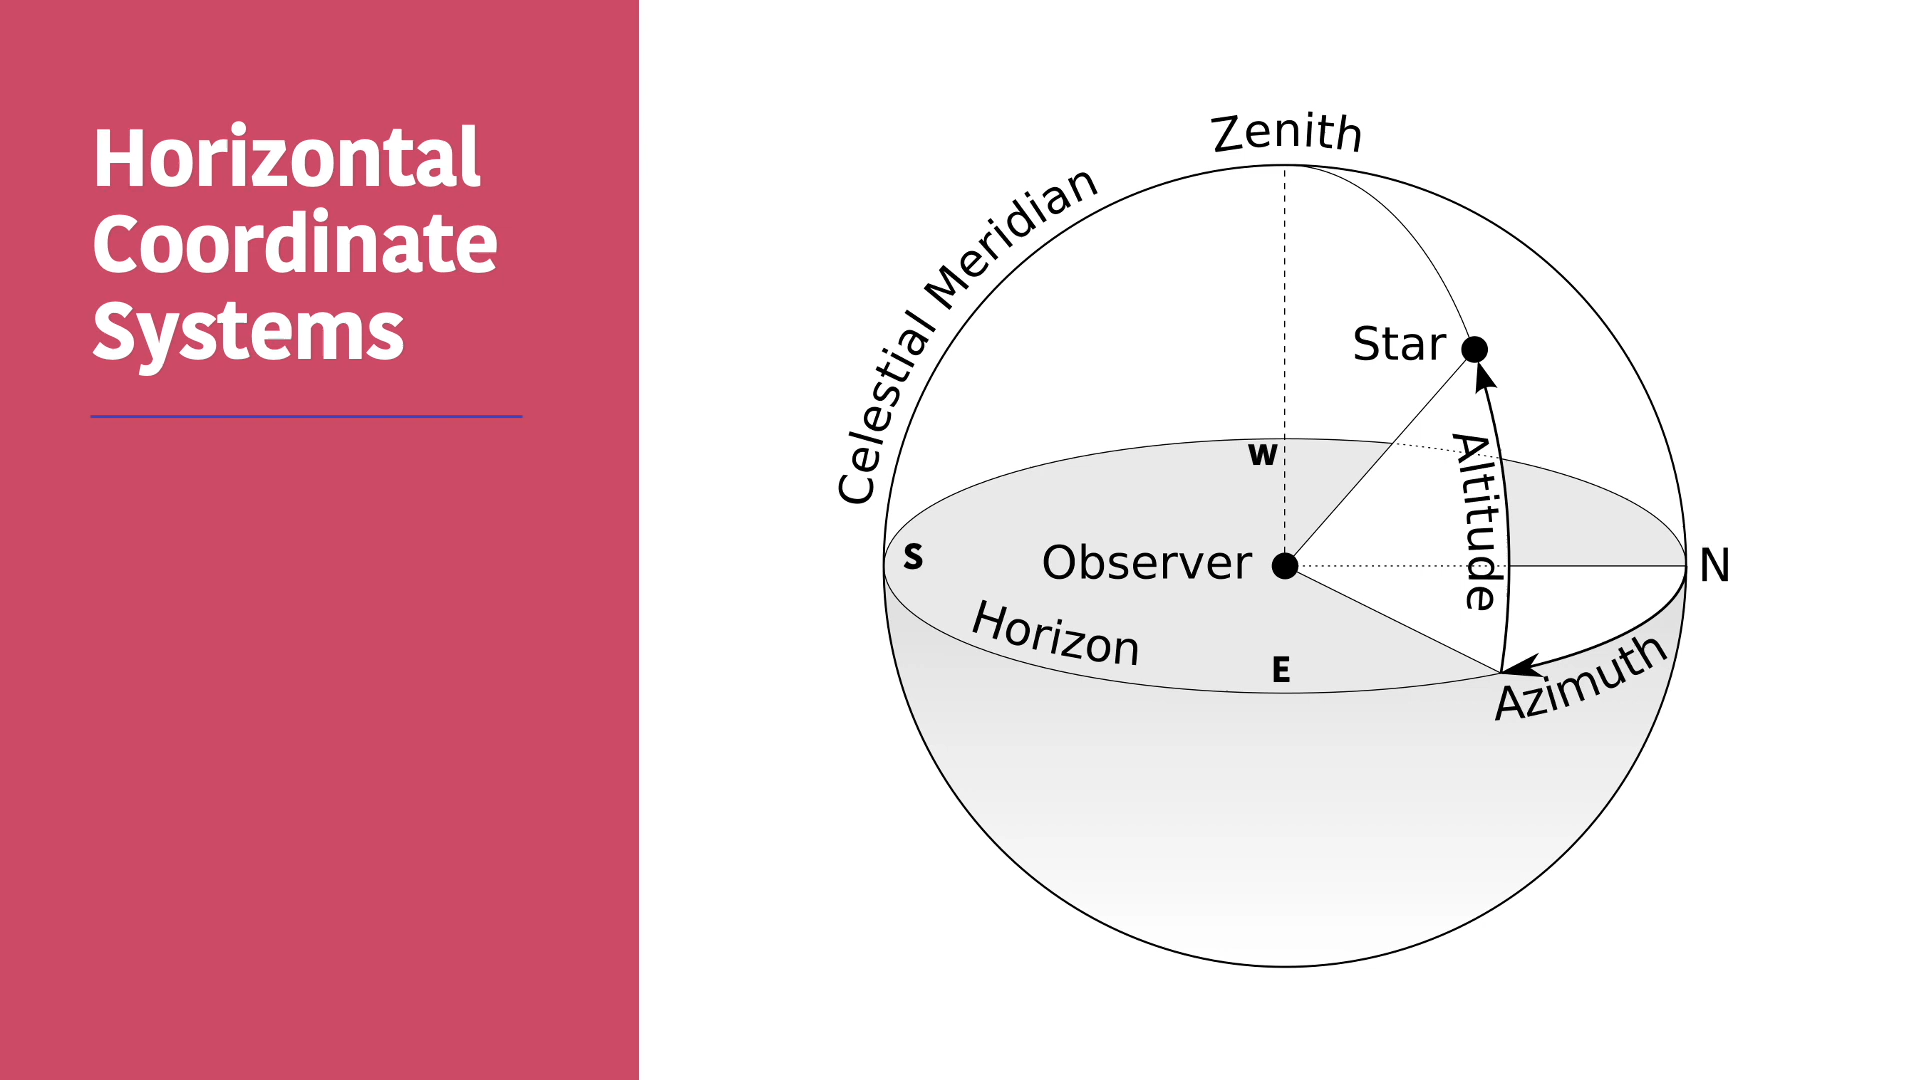 Horizontal
Coordinate
Systems
Zenith
Celestial Meridian
Star
W
Altitude
S
Observer
N
Horizon
E
Azimuth